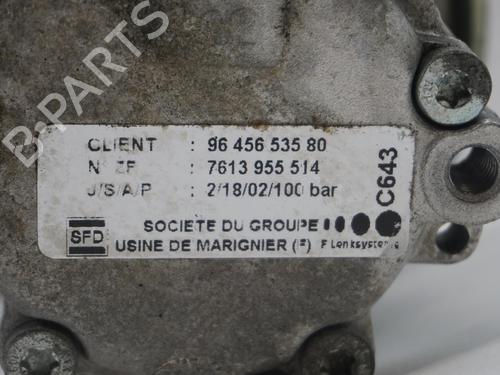 B-PARTS
CLIENT : 96 456 535 80
N° ZF : 7613 955 514
J/S/A/P : 2/18/02/100 bar
C643
SFD
SOCIETE DU GROUPE
USINE DE MARIGNIER (F) F Lenksysteme